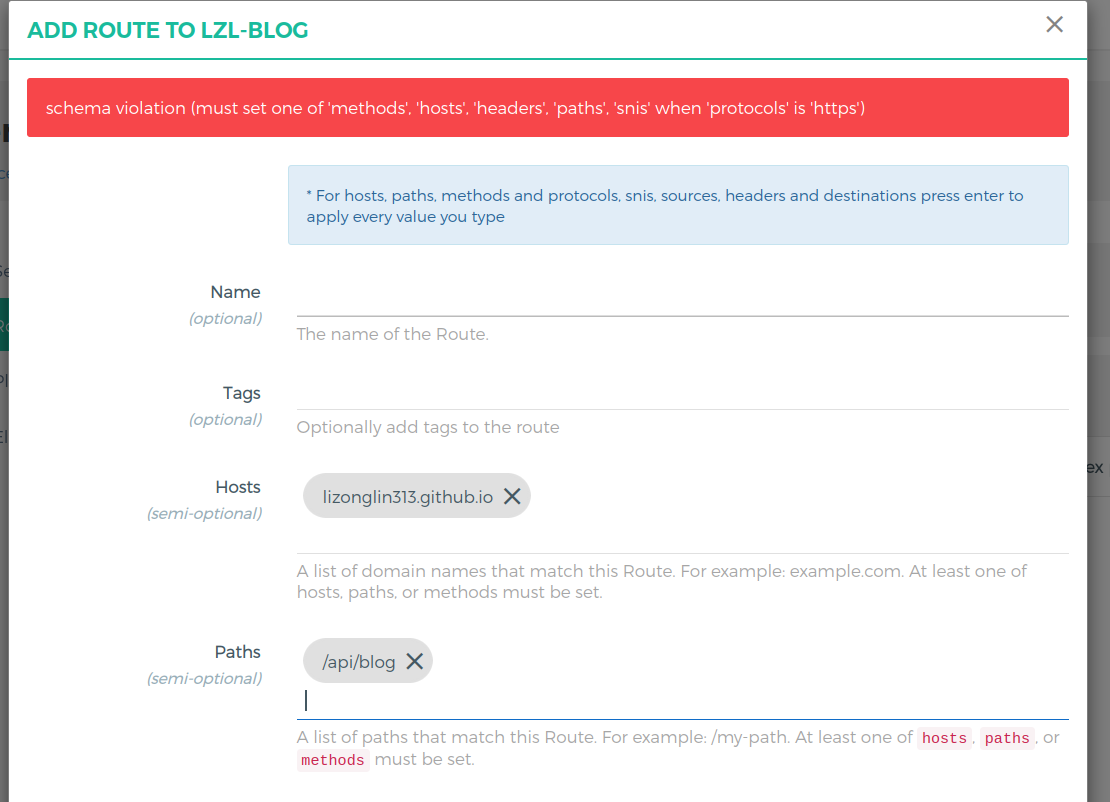 ADD ROUTE TO LZL-BLOG
schema violation (must set one of 'methods', 'hosts', 'headers', 'paths', 'snis' when 'protocols' is 'https')
* For hosts, paths, methods and protocols, snis, sources, headers and destinations press enter to
apply every value you type
Name
(optional)
The name of the Route.
Tags
(optional)
Optionally add tags to the route
Hosts
(semi-optional)
lizonglin313.github.io
A list of domain names that match this Route. For example: example.com. At least one of
hosts, paths, or methods must be set.
Paths
(semi-optional)
/api/blog
A list of paths that match this Route. For example: /my-path. At least one of hosts, paths, or
methods must be set.